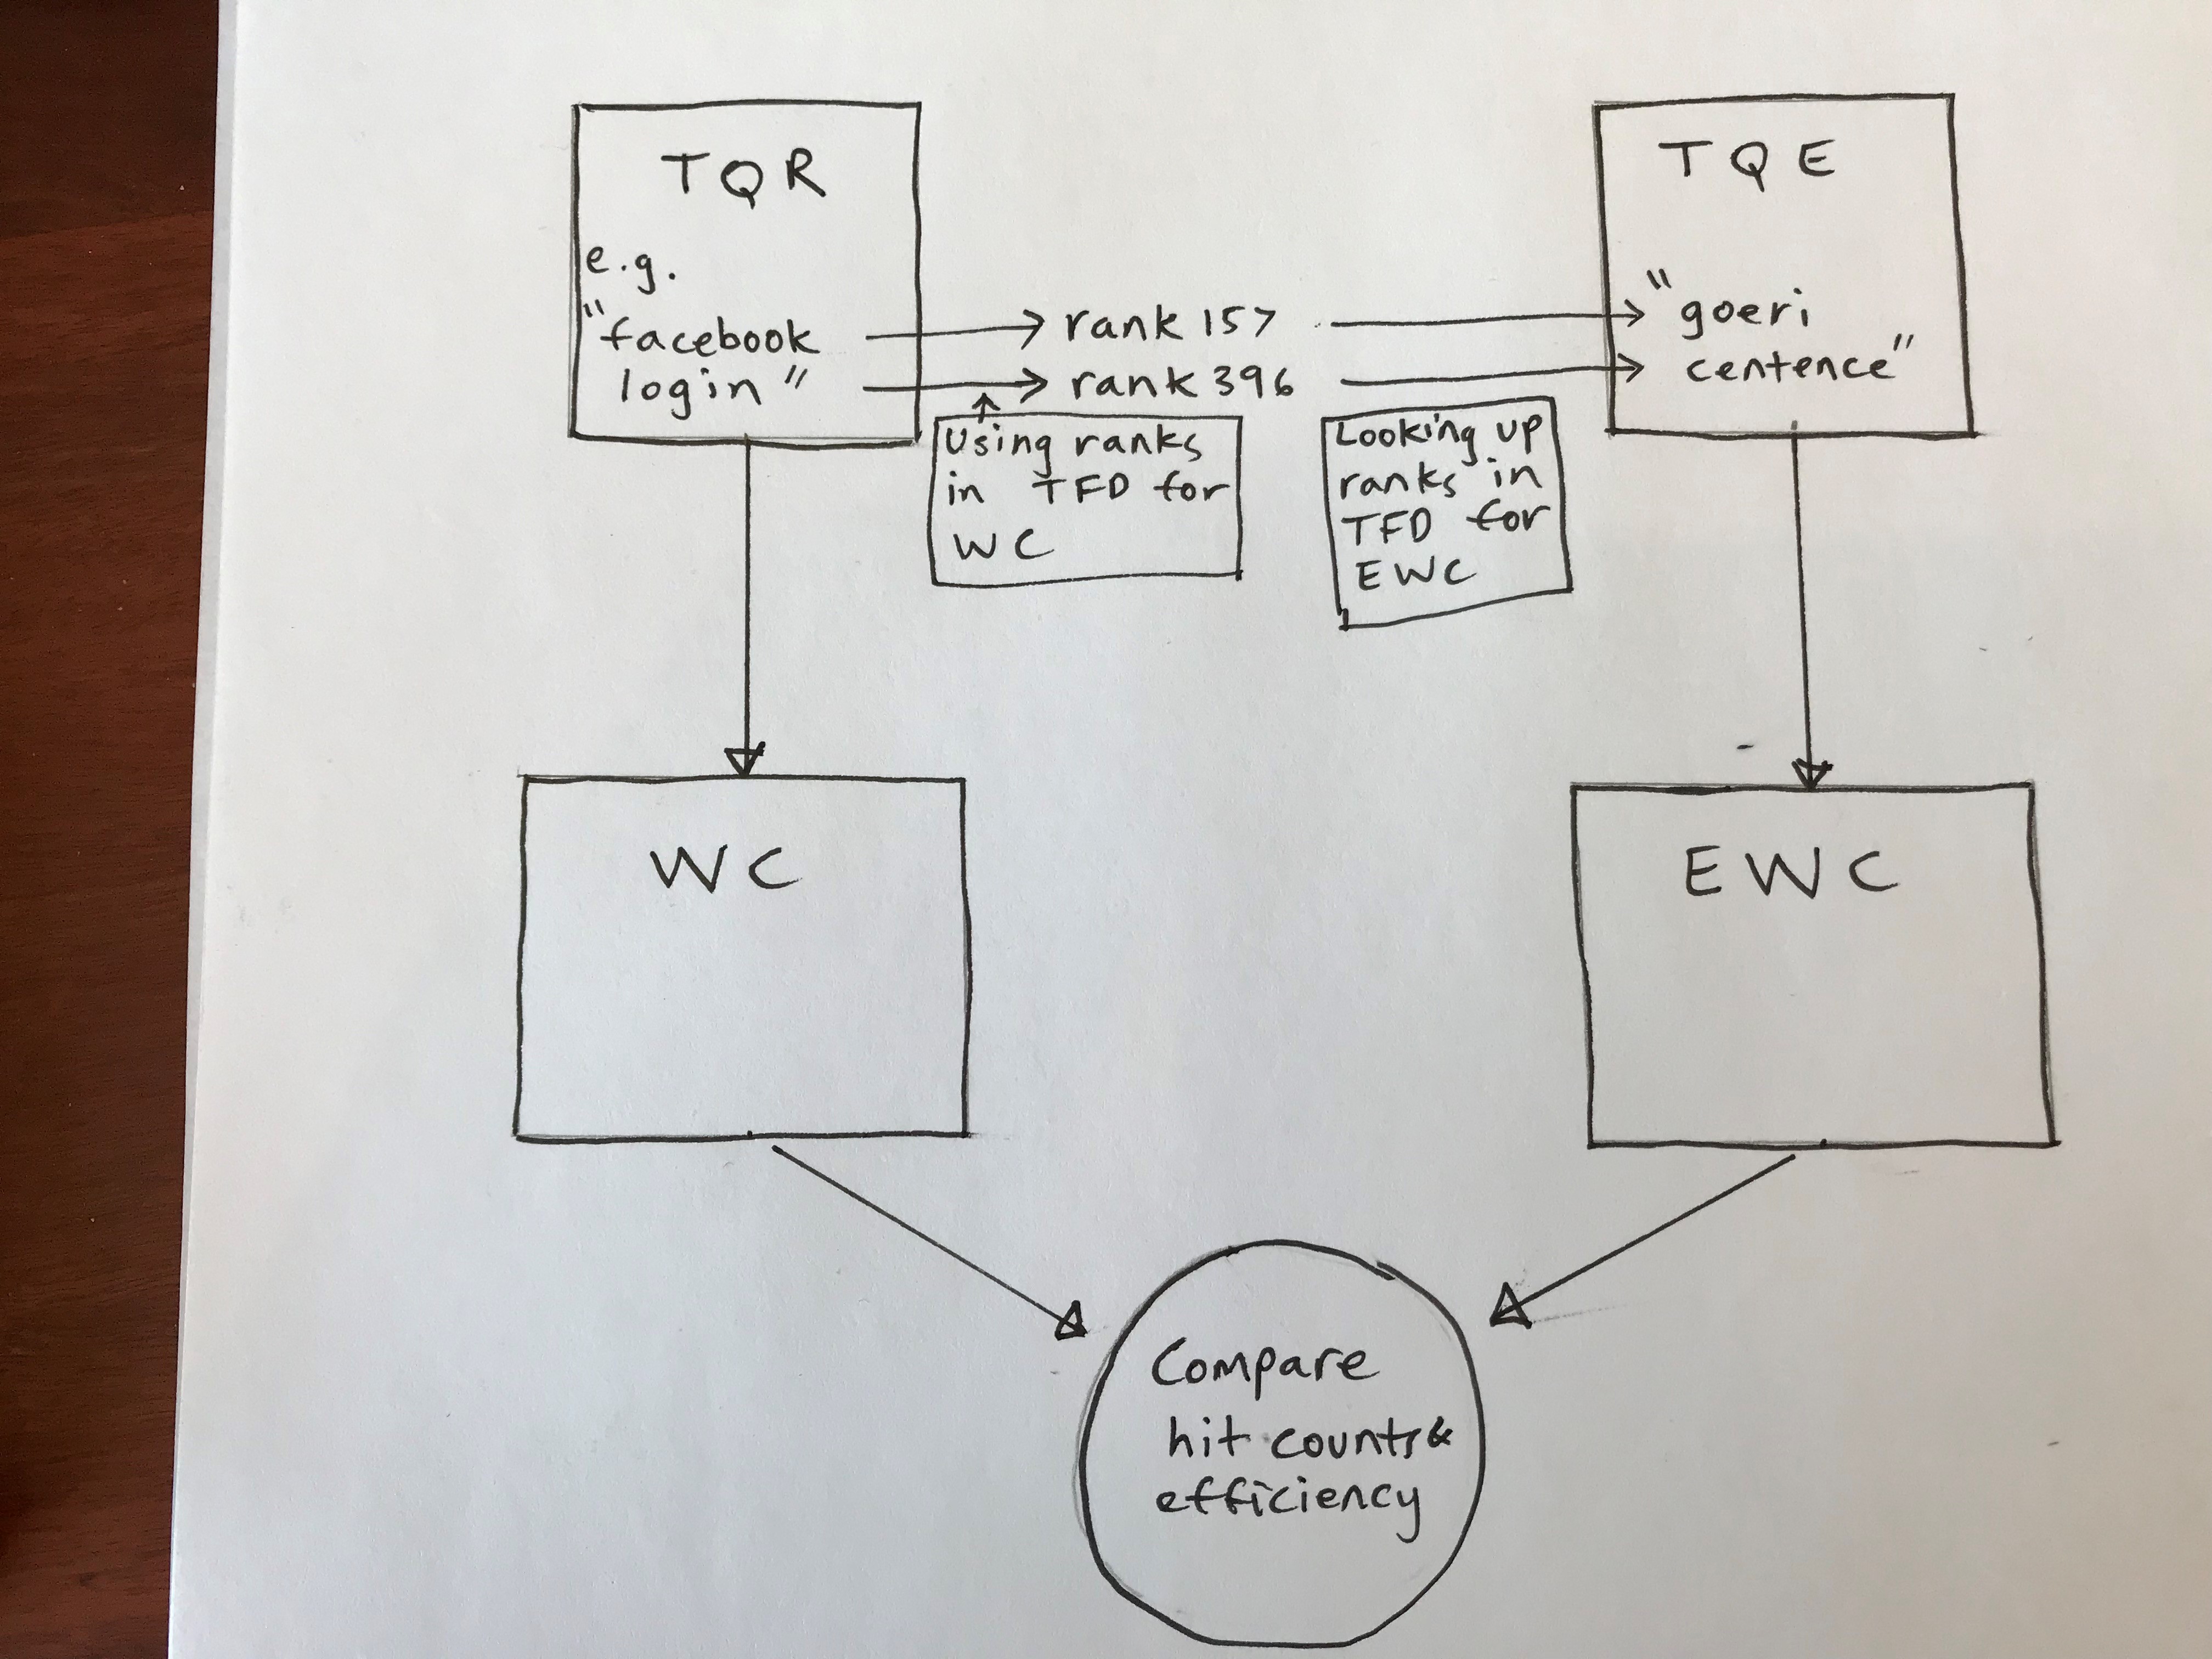 TQR
e.g.
"facebook
login"
rank 157
rank 396
Using ranks
in TFD for
WC
Looking up
ranks in
TFD for
EWC
TQE
"goeri
centence"
WC
EWC
Compare
hit counts &
efficiency